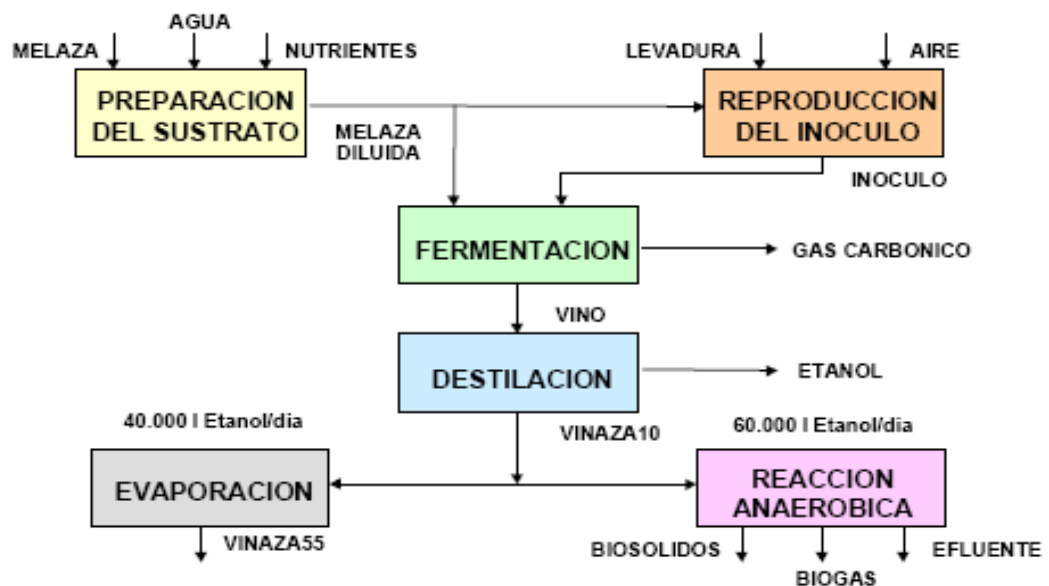 AGUA
MELAZA
NUTRIENTES
LEVADURA
AIRE
PREPARACION
DEL SUSTRATO
REPRODUCCION
DEL INOCULO
MELAZA
DILUIDA
INOCULO
FERMENTACION
GAS CARBONICO
VINO
DESTILACION
ETANOL
40.000 l Etanol/dia
VINAZA10
60.000 l Etanol/dia
EVAPORACION
REACCION
ANAEROBICA
VINAZA55
BIOSOLIDOS
EFLUENTE
BIOGAS